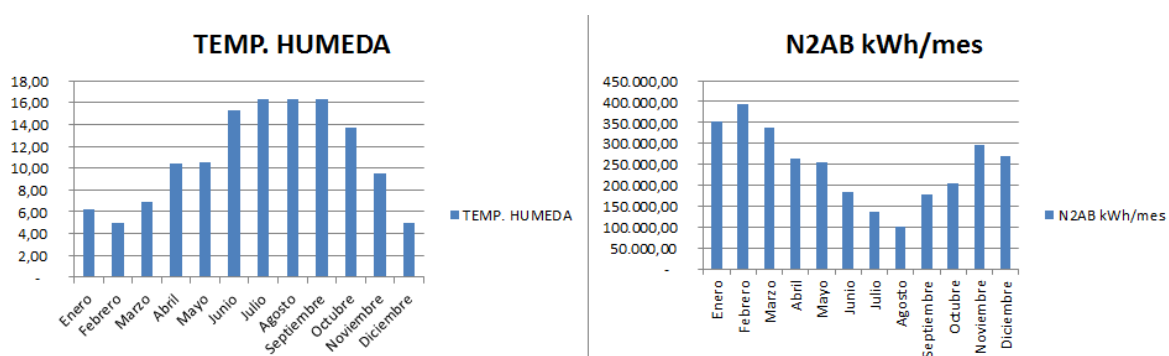 TEMP. HUMEDA
18,00
16,00
14,00
12,00
10,00
8,00
6,00
4,00
2,00
-
Enero
Febrero
Marzo
Abril
Mayo
Junio
Julio
Agosto
Septiembre
Octubre
Noviembre
Diciembre
TEMP. HUMEDA
N2AB kWh/mes
450.000,00
400.000,00
350.000,00
300.000,00
250.000,00
200.000,00
150.000,00
100.000,00
50.000,00
-
Enero
Febrero
Marzo
Abril
Mayo
Junio
Julio
Agosto
Septiembre
Octubre
Noviembre
Diciembre
N2AB kWh/mes